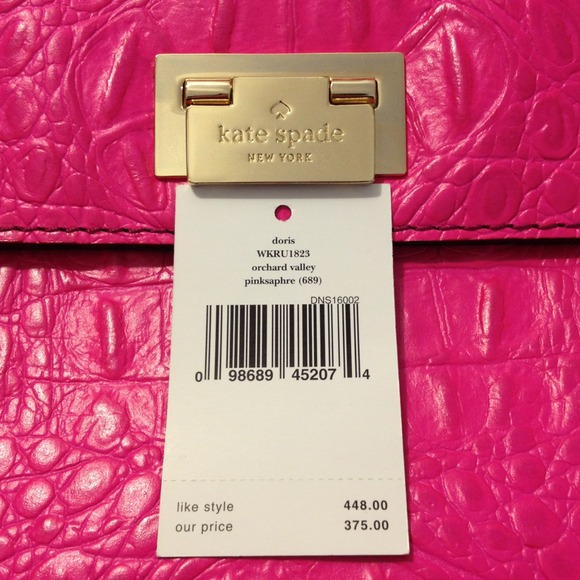 kate spade
NEW YORK
doris
WKRU1823
orchard valley
pinksaphre (689)
DNS16002
0 98689 45207 4
like style 448.00
our price 375.00